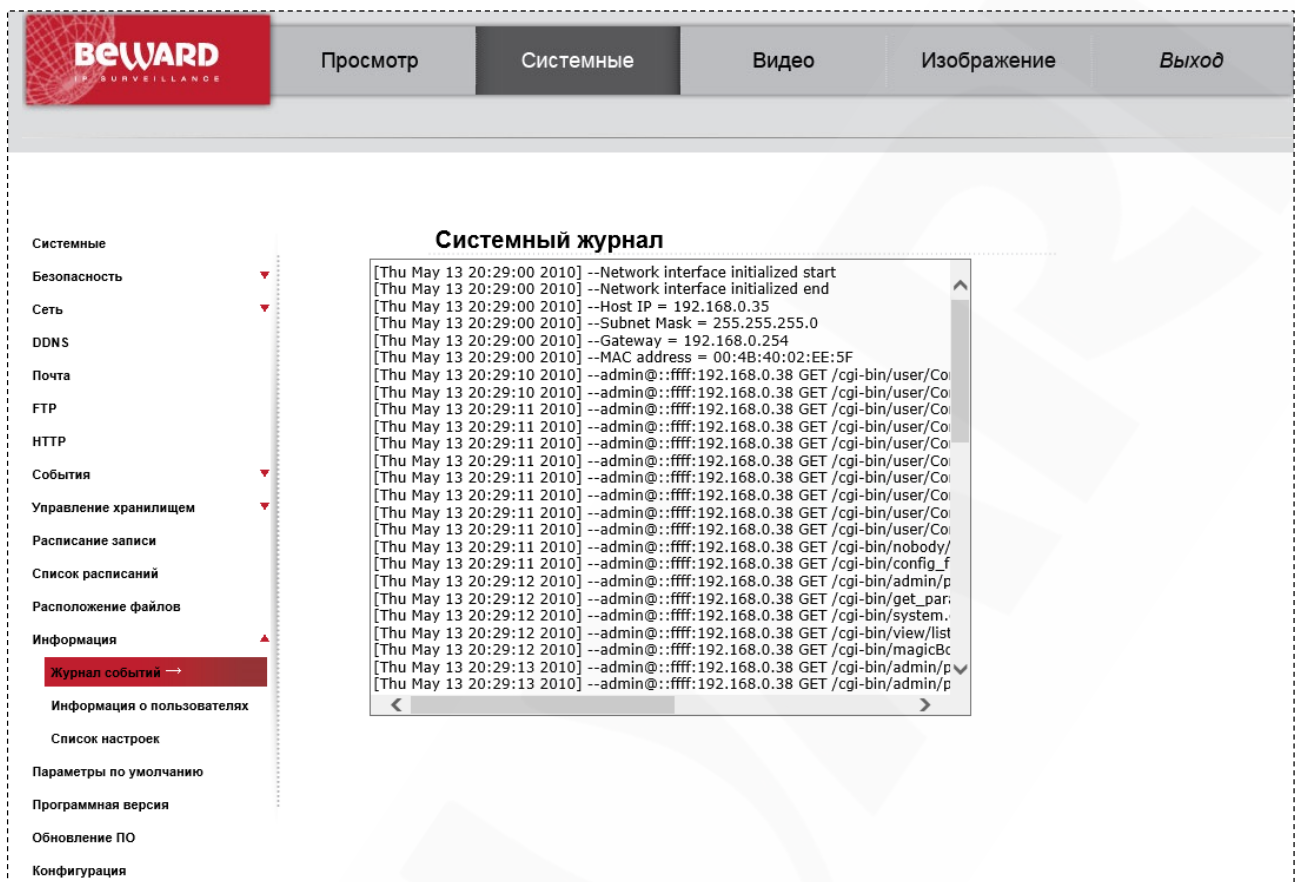 BEWARD
IP SURVEILLANCE
Просмотр
Системные
Видео
Изображение
Выход
Системные
Безопасность
Сеть
DDNS
Почта
FTP
HTTP
События
Управление хранилищем
Расписание записи
Список расписаний
Расположение файлов
Информация
Журнал событий →
Информация о пользователях
Список настроек
Параметры по умолчанию
Программная версия
Обновление ПО
Конфигурация
Системный журнал
[Thu May 13 20:29:00 2010] --Network interface initialized start
[Thu May 13 20:29:00 2010] --Network interface initialized end
[Thu May 13 20:29:00 2010] --Host IP = 192.168.0.35
[Thu May 13 20:29:00 2010] --Subnet Mask = 255.255.255.0
[Thu May 13 20:29:00 2010] --Gateway = 192.168.0.254
[Thu May 13 20:29:00 2010] --MAC address = 00:4B:40:02:EE:5F
[Thu May 13 20:29:10 2010] --admin@::ffff:192.168.0.38 GET /cgi-bin/user/Co
[Thu May 13 20:29:10 2010] --admin@::ffff:192.168.0.38 GET /cgi-bin/user/Co
[Thu May 13 20:29:11 2010] --admin@::ffff:192.168.0.38 GET /cgi-bin/user/Co
[Thu May 13 20:29:11 2010] --admin@::ffff:192.168.0.38 GET /cgi-bin/user/Co
[Thu May 13 20:29:11 2010] --admin@::ffff:192.168.0.38 GET /cgi-bin/user/Co
[Thu May 13 20:29:11 2010] --admin@::ffff:192.168.0.38 GET /cgi-bin/user/Co
[Thu May 13 20:29:11 2010] --admin@::ffff:192.168.0.38 GET /cgi-bin/user/Co
[Thu May 13 20:29:11 2010] --admin@::ffff:192.168.0.38 GET /cgi-bin/user/Co
[Thu May 13 20:29:11 2010] --admin@::ffff:192.168.0.38 GET /cgi-bin/user/Co
[Thu May 13 20:29:11 2010] --admin@::ffff:192.168.0.38 GET /cgi-bin/user/Co
[Thu May 13 20:29:11 2010] --admin@::ffff:192.168.0.38 GET /cgi-bin/nobody/
[Thu May 13 20:29:11 2010] --admin@::ffff:192.168.0.38 GET /cgi-bin/config_f
[Thu May 13 20:29:12 2010] --admin@::ffff:192.168.0.38 GET /cgi-bin/admin/p
[Thu May 13 20:29:12 2010] --admin@::ffff:192.168.0.38 GET /cgi-bin/get_para
[Thu May 13 20:29:12 2010] --admin@::ffff:192.168.0.38 GET /cgi-bin/system.
[Thu May 13 20:29:12 2010] --admin@::ffff:192.168.0.38 GET /cgi-bin/view/list
[Thu May 13 20:29:12 2010] --admin@::ffff:192.168.0.38 GET /cgi-bin/magicBo
[Thu May 13 20:29:13 2010] --admin@::ffff:192.168.0.38 GET /cgi-bin/admin/p
[Thu May 13 20:29:13 2010] --admin@::ffff:192.168.0.38 GET /cgi-bin/admin/p